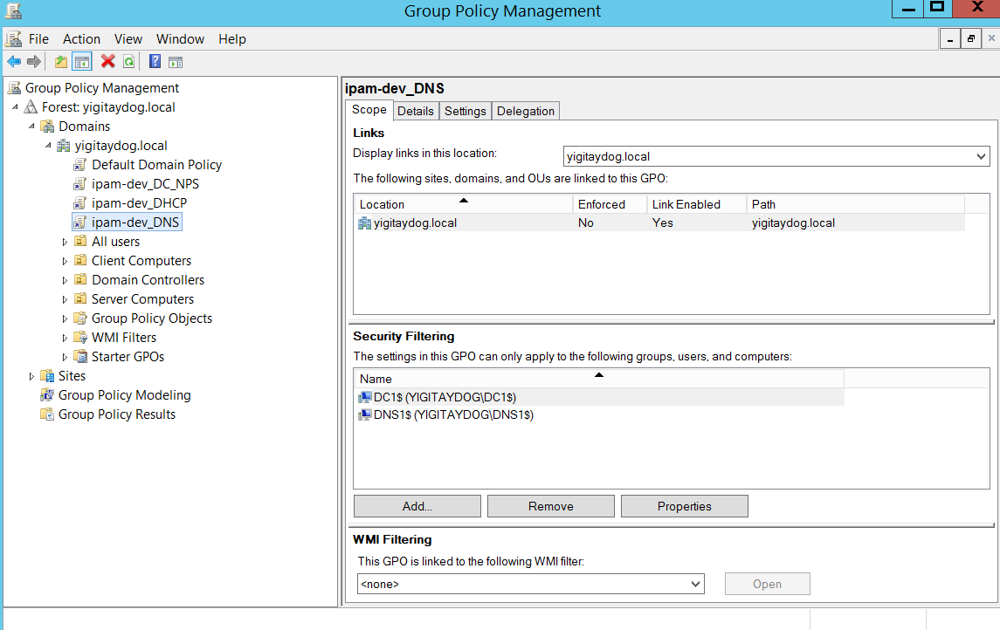 Group Policy Management
File Action View Window Help
Group Policy Management
Forest: yigitaydog.local
Domains
yigitaydog.local
Default Domain Policy
ipam-dev_DC_NPS
ipam-dev_DHCP
ipam-dev_DNS
All users
Client Computers
Domain Controllers
Server Computers
Group Policy Objects
WMI Filters
Starter GPOs
Sites
Group Policy Modeling
Group Policy Results
ipam-dev_DNS
Scope Details Settings Delegation
Links
Display links in this location: yigitaydog.local
The following sites, domains, and OUs are linked to this GPO:
Location Enforced Link Enabled Path
yigitaydog.local No Yes yigitaydog.local
Security Filtering
The settings in this GPO can only apply to the following groups, users, and computers:
Name
DC1$ (YIGITAYDOG\DC1$)
DNS1$ (YIGITAYDOG\DNS1$)
Add... Remove Properties
WMI Filtering
This GPO is linked to the following WMI filter:
<none> Open